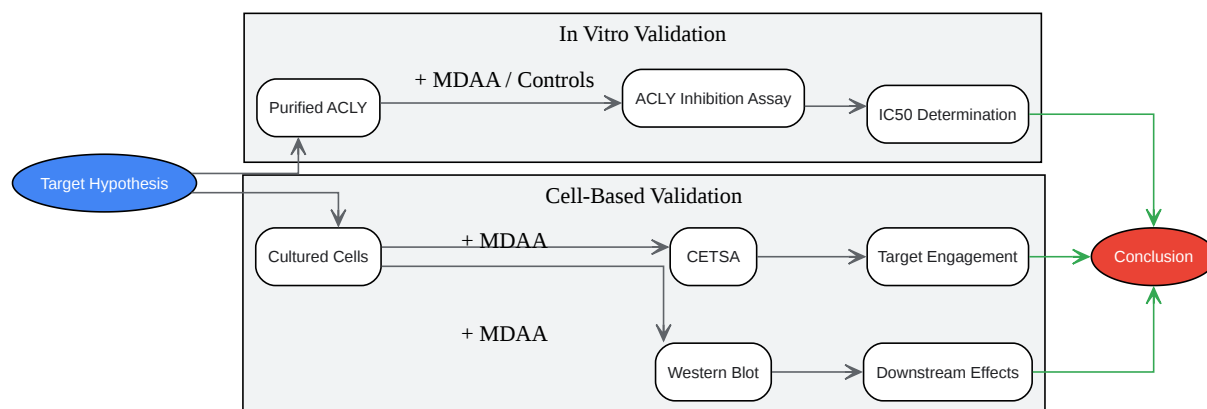 In Vitro Validation
+ MDAA / Controls
Purified ACLY
ACLY Inhibition Assay
IC50 Determination
Target Hypothesis
Cell-Based Validation
+ MDAA
Cultured Cells
CETSA
Target Engagement
Conclusion
+ MDAA
Western Blot
Downstream Effects